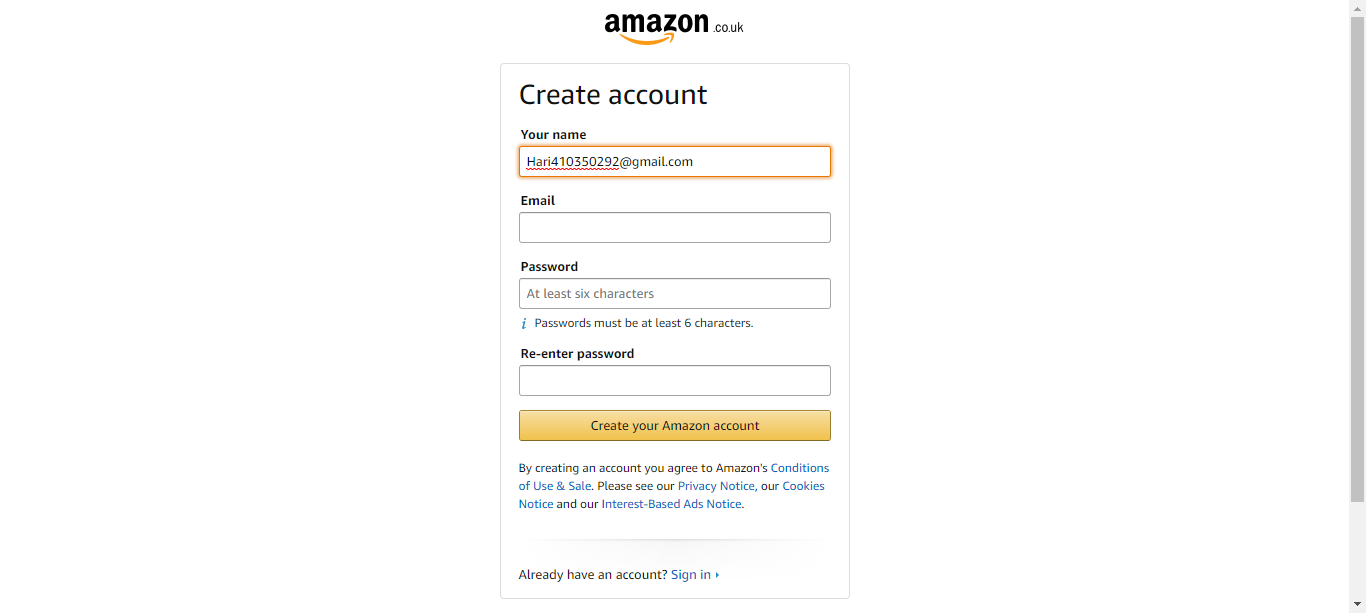 amazon.co.uk
Create account
Your name
Hari410350292@gmail.com
Email
Password
At least six characters
i Passwords must be at least 6 characters.
Re-enter password
Create your Amazon account
By creating an account you agree to Amazon's Conditions
of Use & Sale. Please see our Privacy Notice, our Cookies
Notice and our Interest-Based Ads Notice.
Already have an account? Sign in